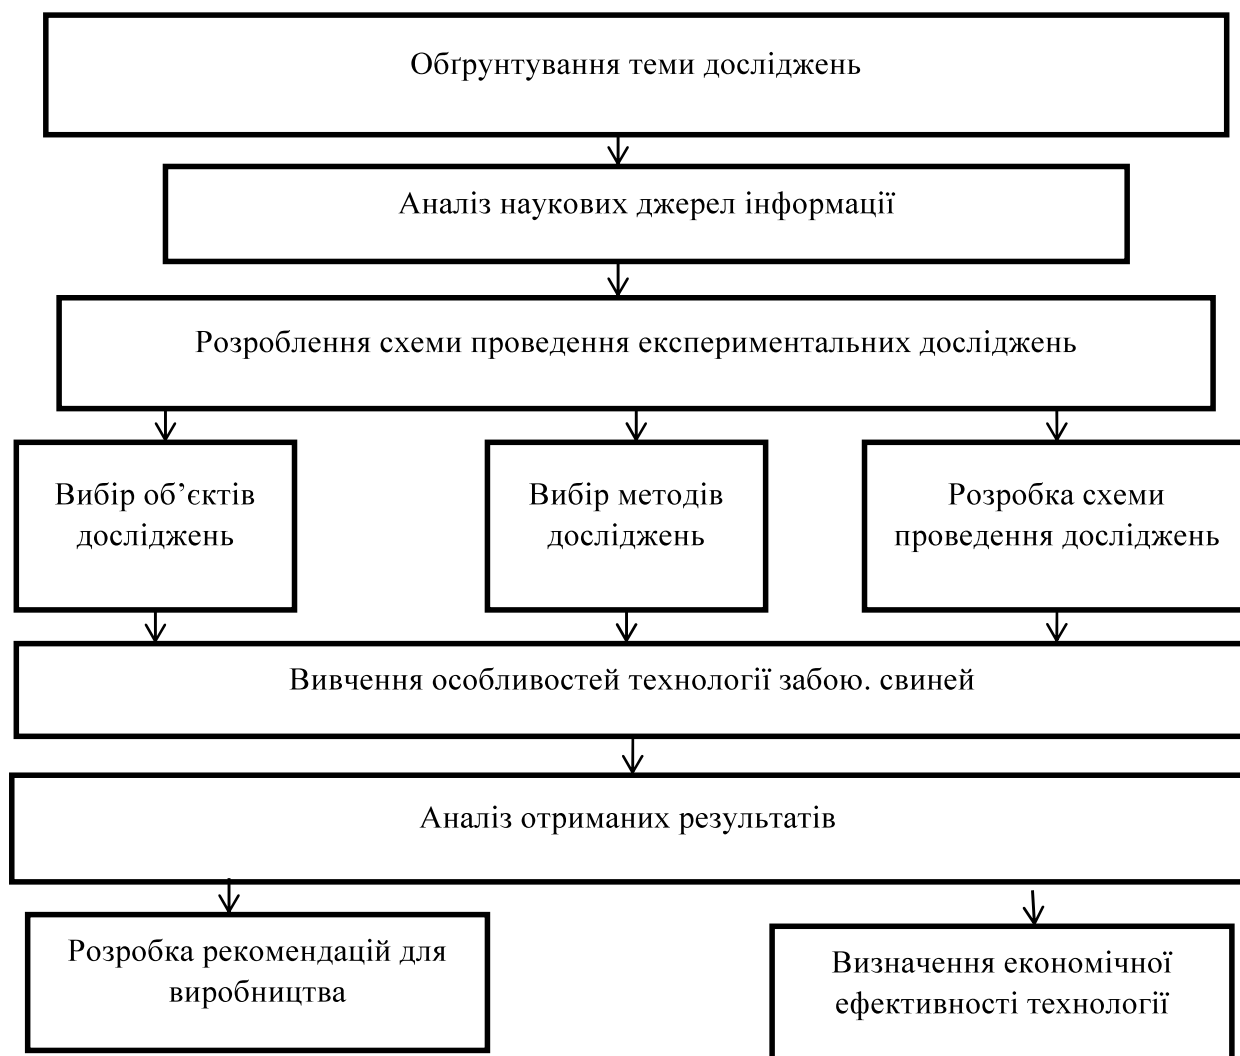 Обґрунтування теми досліджень
Аналіз наукових джерел інформації
Розроблення схеми проведення експериментальних досліджень
Вибір об’єктів
досліджень
Вибір методів
досліджень
Розробка схеми
проведення досліджень
Вивчення особливостей технології забою. свиней
Аналіз отриманих результатів
Розробка рекомендацій для
виробництва
Визначення економічної
ефективності технології